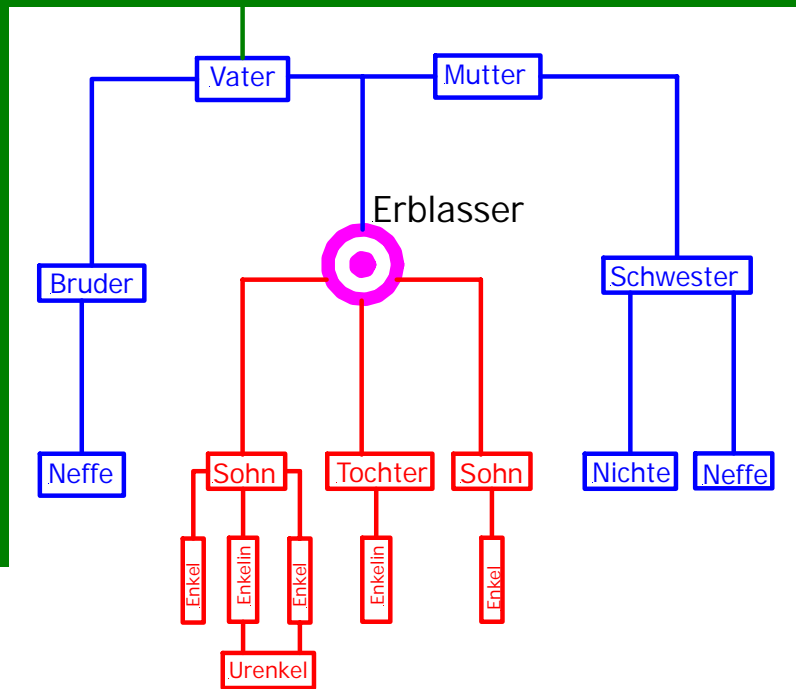 Vater
Mutter
Erblasser
Bruder
Schwester
Neffe
Sohn
Tochter
Sohn
Nichte
Neffe
Enkel
Enkelin
Enkel
Enkelin
Enkel
Urenkel